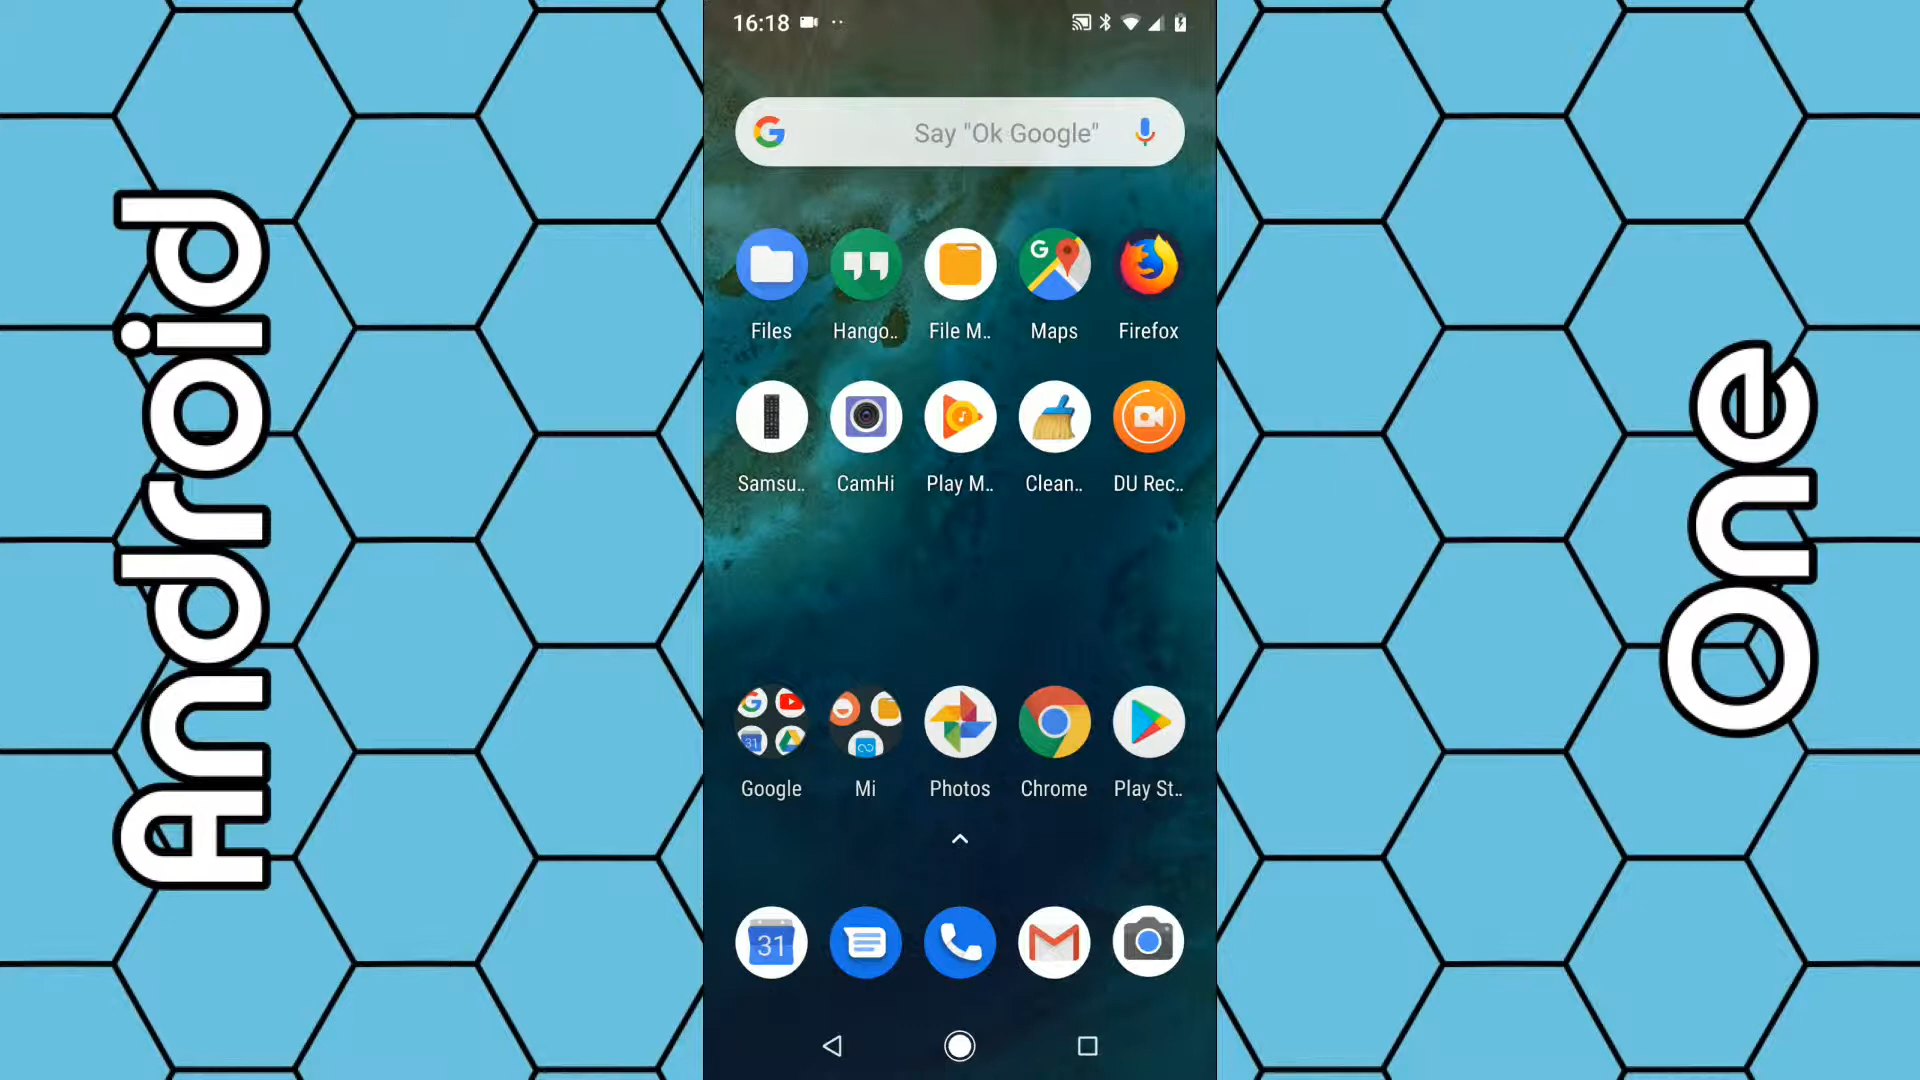 Android
16:18
Say "Ok Google"
Files Hango.. File M.. Maps Firefox
Samsu.. CamHi Play M.. Clean.. DU Rec..
Google Mi Photos Chrome Play St..
31
31
One